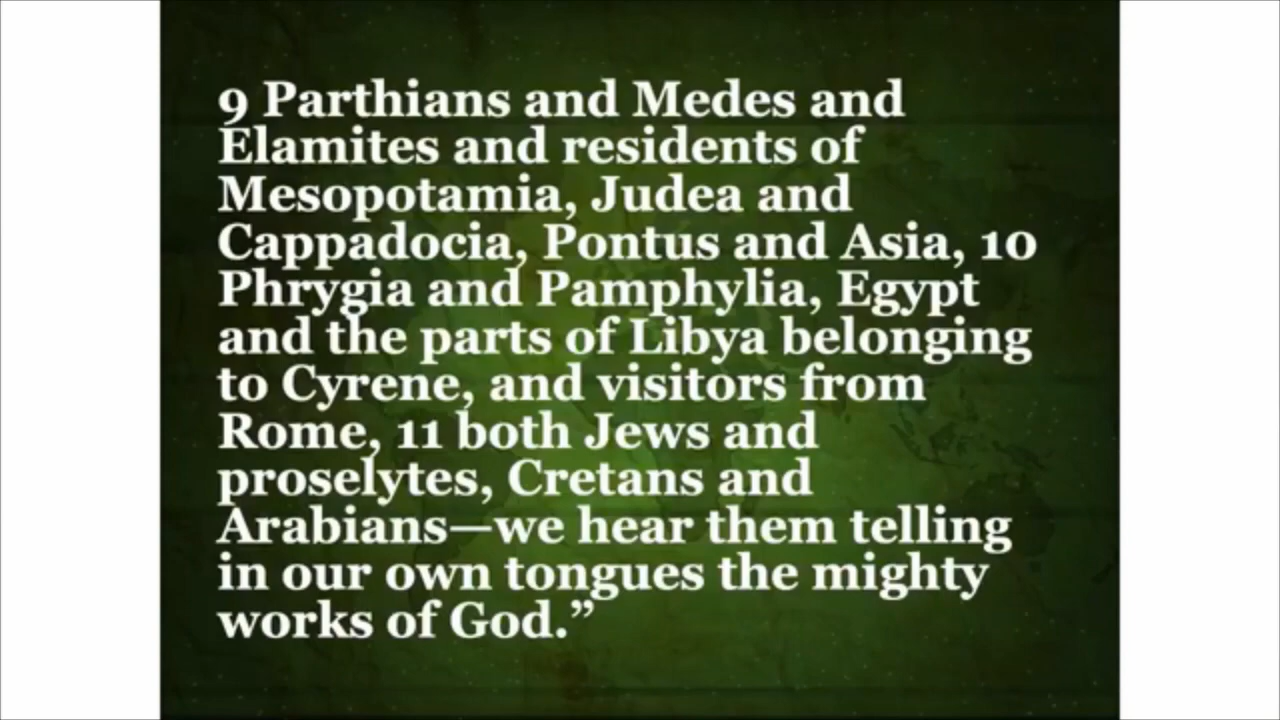 9 Parthians and Medes and
Elamites and residents of
Mesopotamia, Judea and
Cappadocia, Pontus and Asia, 10
Phrygia and Pamphylia, Egypt
and the parts of Libya belonging
to Cyrene, and visitors from
Rome, 11 both Jews and
proselytes, Cretans and
Arabians—we hear them telling
in our own tongues the mighty
works of God.”